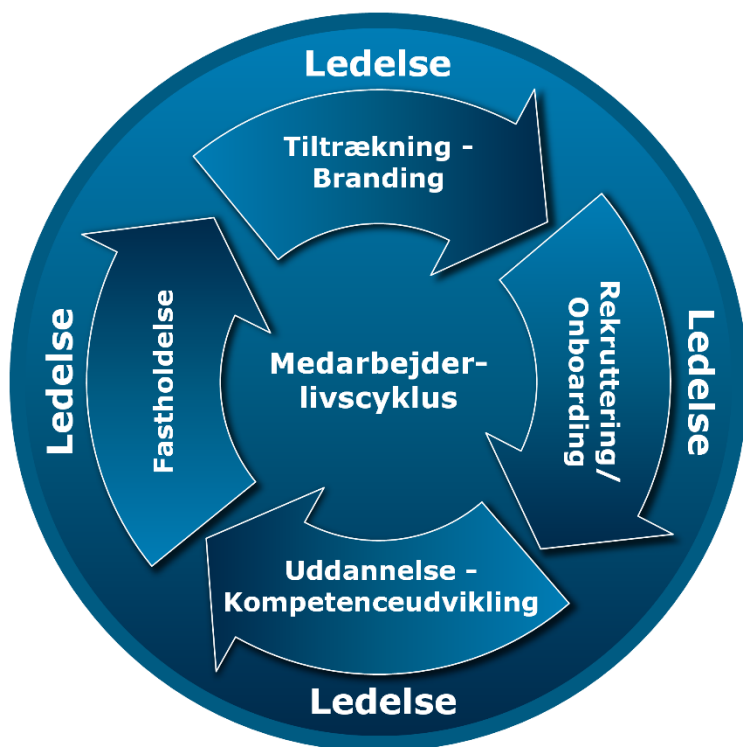 Ledelse
Tiltrækning -
Branding
Rekruttering/
Onboarding
Ledelse
Uddannelse -
Kompetenceudvikling
Ledelse
Fastholdelse
Ledelse
Medarbejder-
livscyklus